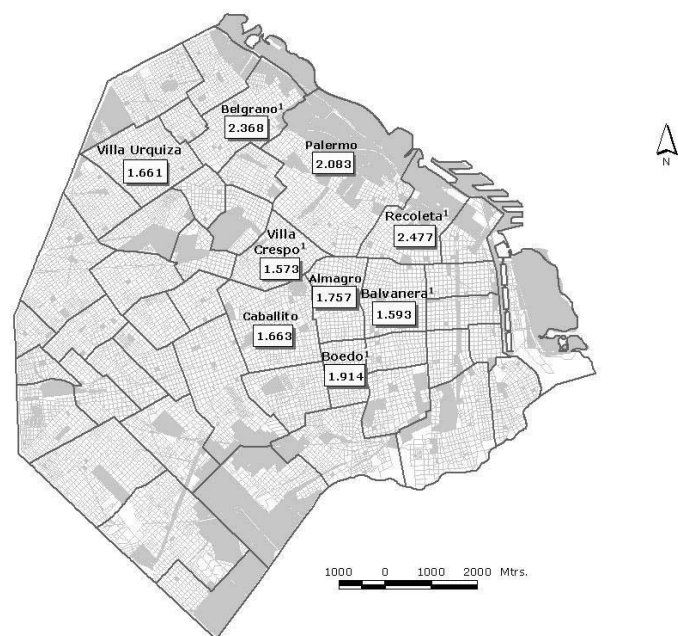 Belgrano¹
2.368
Villa Urquiza
1.661
Palermo
2.083
N
Recoleta¹
2.477
Villa
Crespo¹
1.573
Almagro
1.757
Balvanera¹
1.593
Caballito
1.663
Boedo¹
1.914
1000 0 1000 2000 Mtrs.